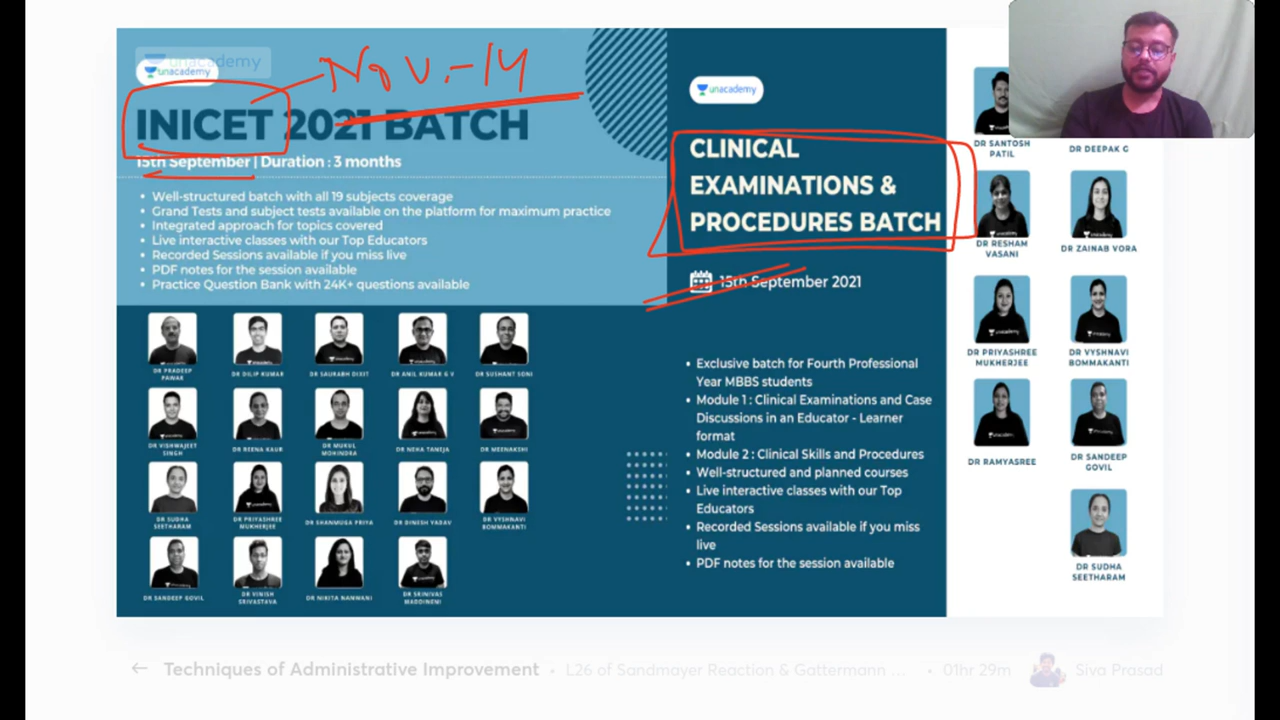 unacademy
unacademy
Nov.-14
INICET 2021 BATCH
15th September | Duration : 3 months
• Well-structured batch with all 19 subjects coverage
• Grand Tests and subject tests available on the platform for maximum practice
• Integrated approach for topics covered
• Live interactive classes with our Top Educators
• Recorded Sessions available if you miss live
• PDF notes for the session available
• Practice Question Bank with 24K+ questions available
DR PRADEEP PAWAR
DR DILIP KUMAR
DR SAURABH DIXIT
DR ANIL KUMAR G V
DR SUSHANT SONI
DR VISHWAJEET SINGH
DR REENA KAUR
DR MUKUL MOHINDRA
DR NEHA TANEJA
DR MEENAKSHI
DR SUDHA SEETHARAM
DR PRIYASHREE MUKHERJEE
DR SHANMUGA PRIYA
DR DINESH YADAV
DR VYSHNAVI BOMMAKANTI
DR SANDEEP GOVIL
DR VINISH SRIVASTAVA
DR NIKITA NANWANI
DR SRINIVAS MADDINENI
unacademy
CLINICAL
EXAMINATIONS &
PROCEDURES BATCH
15th September 2021
• Exclusive batch for Fourth Professional
Year MBBS students
• Module 1 : Clinical Examinations and Case
Discussions in an Educator - Learner
format
• Module 2 : Clinical Skills and Procedures
• Well-structured and planned courses
• Live interactive classes with our Top
Educators
• Recorded Sessions available if you miss
live
• PDF notes for the session available
DR SANTOSH
PATIL
DR DEEPAK G
DR RESHAM
VASANI
DR ZAINAB VORA
DR PRIYASHREE
MUKHERJEE
DR VYSHNAVI
BOMMAKANTI
DR RAMYASREE
DR SANDEEP
GOVIL
DR SUDHA
SEETHARAM
← Techniques of Administrative Improvement • L26 of Sandmayer Reaction & Gattermann ... • 01hr 29m Siva Prasad